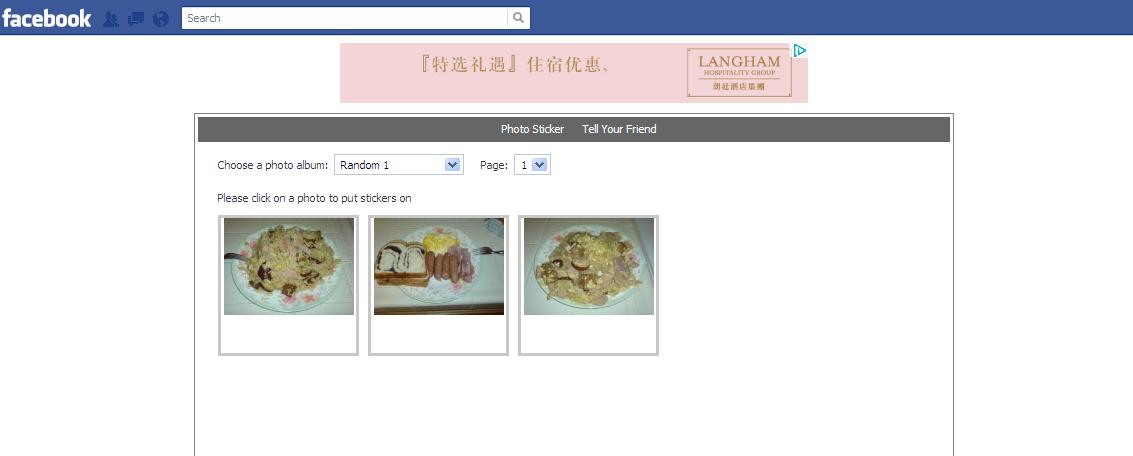 facebook
Search
『特选礼遇』住宿优惠、
LANGHAM
HOSPITALITY GROUP
朗廷酒店集團
Photo Sticker Tell Your Friend
Choose a photo album: Random 1 Page: 1
Please click on a photo to put stickers on